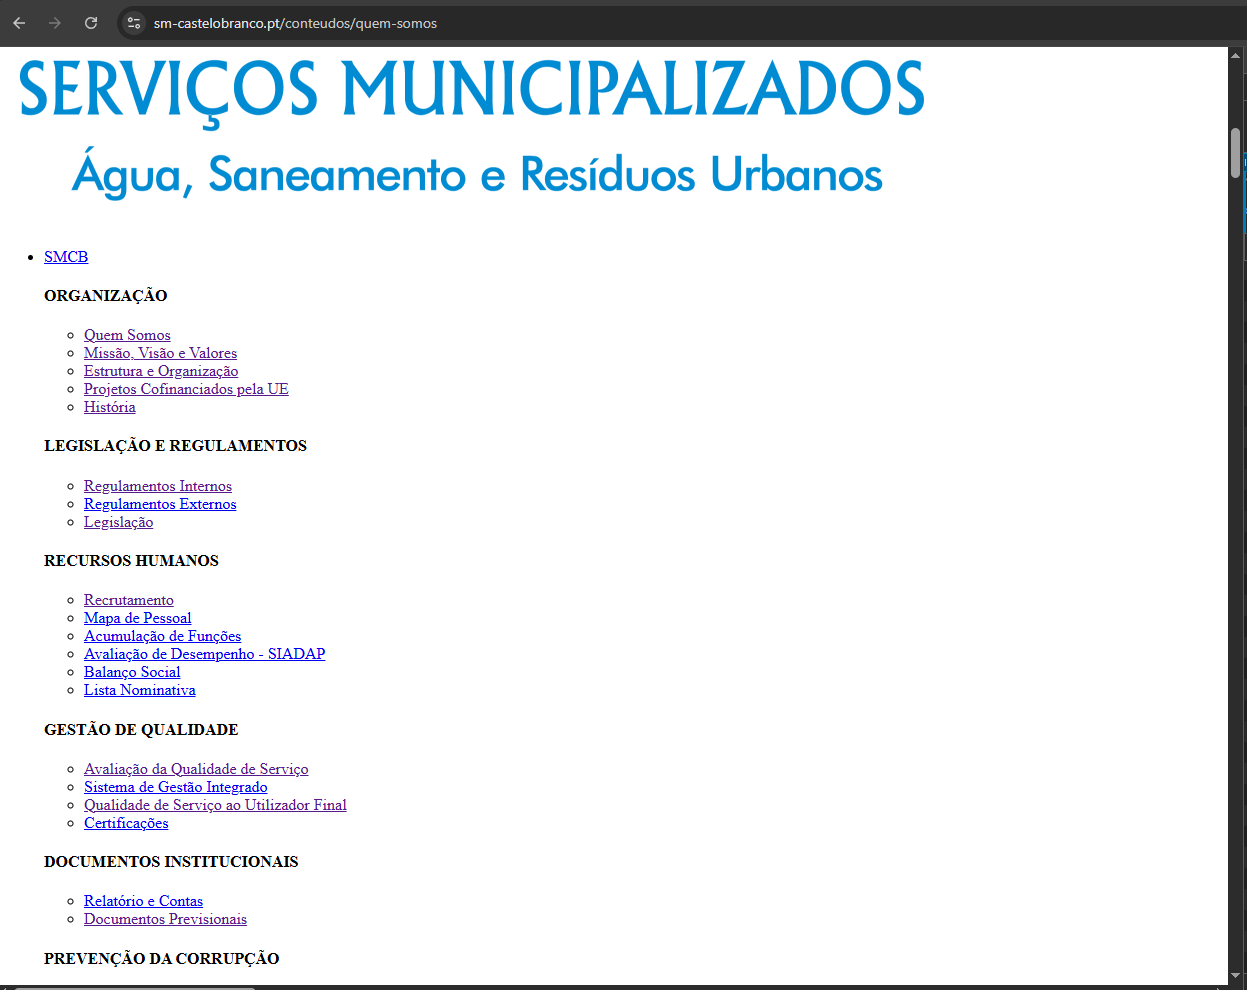 sm-castelobranco.pt/conteudos/quem-somos
SERVIÇOS MUNICIPALIZADOS
Água, Saneamento e Resíduos Urbanos
SMCB
ORGANIZAÇÃO
Quem Somos
Missão, Visão e Valores
Estrutura e Organização
Projetos Cofinanciados pela UE
História
LEGISLAÇÃO E REGULAMENTOS
Regulamentos Internos
Regulamentos Externos
Legislação
RECURSOS HUMANOS
Recrutamento
Mapa de Pessoal
Acumulação de Funções
Avaliação de Desempenho - SIADAP
Balanço Social
Lista Nominativa
GESTÃO DE QUALIDADE
Avaliação da Qualidade de Serviço
Sistema de Gestão Integrado
Qualidade de Serviço ao Utilizador Final
Certificações
DOCUMENTOS INSTITUCIONAIS
Relatório e Contas
Documentos Previsionais
PREVENÇÃO DA CORRUPÇÃO